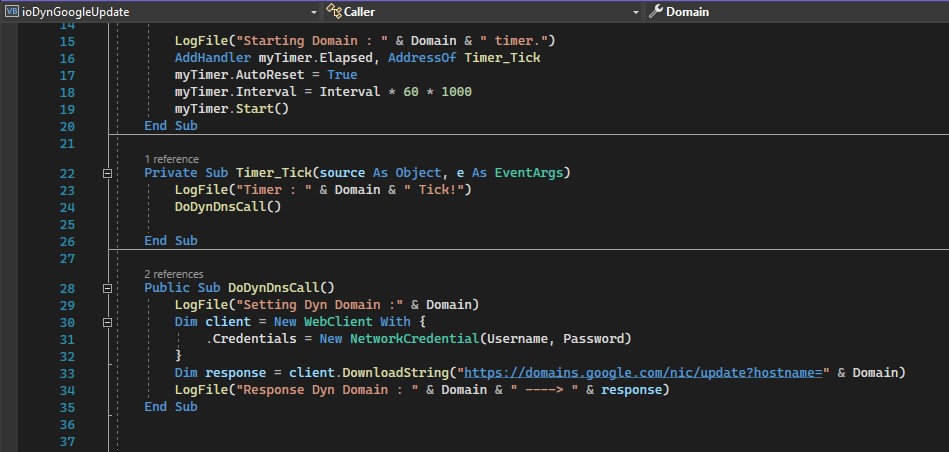 VB ioDynGoogleUpdate Caller Domain
14
15 LogFile("Starting Domain : " & Domain & " timer.")
16 AddHandler myTimer.Elapsed, AddressOf Timer_Tick
17 myTimer.AutoReset = True
18 myTimer.Interval = Interval * 60 * 1000
19 myTimer.Start()
20 End Sub
21
1 reference
22 Private Sub Timer_Tick(source As Object, e As EventArgs)
23 LogFile("Timer : " & Domain & " Tick!")
24 DoDynDnsCall()
25
26 End Sub
27
2 references
28 Public Sub DoDynDnsCall()
29 LogFile("Setting Dyn Domain :" & Domain)
30 Dim client = New WebClient With {
31 .Credentials = New NetworkCredential(Username, Password)
32 }
33 Dim response = client.DownloadString("https://domains.google.com/nic/update?hostname=" & Domain)
34 LogFile("Response Dyn Domain : " & Domain & " ----> " & response)
35 End Sub
36
37